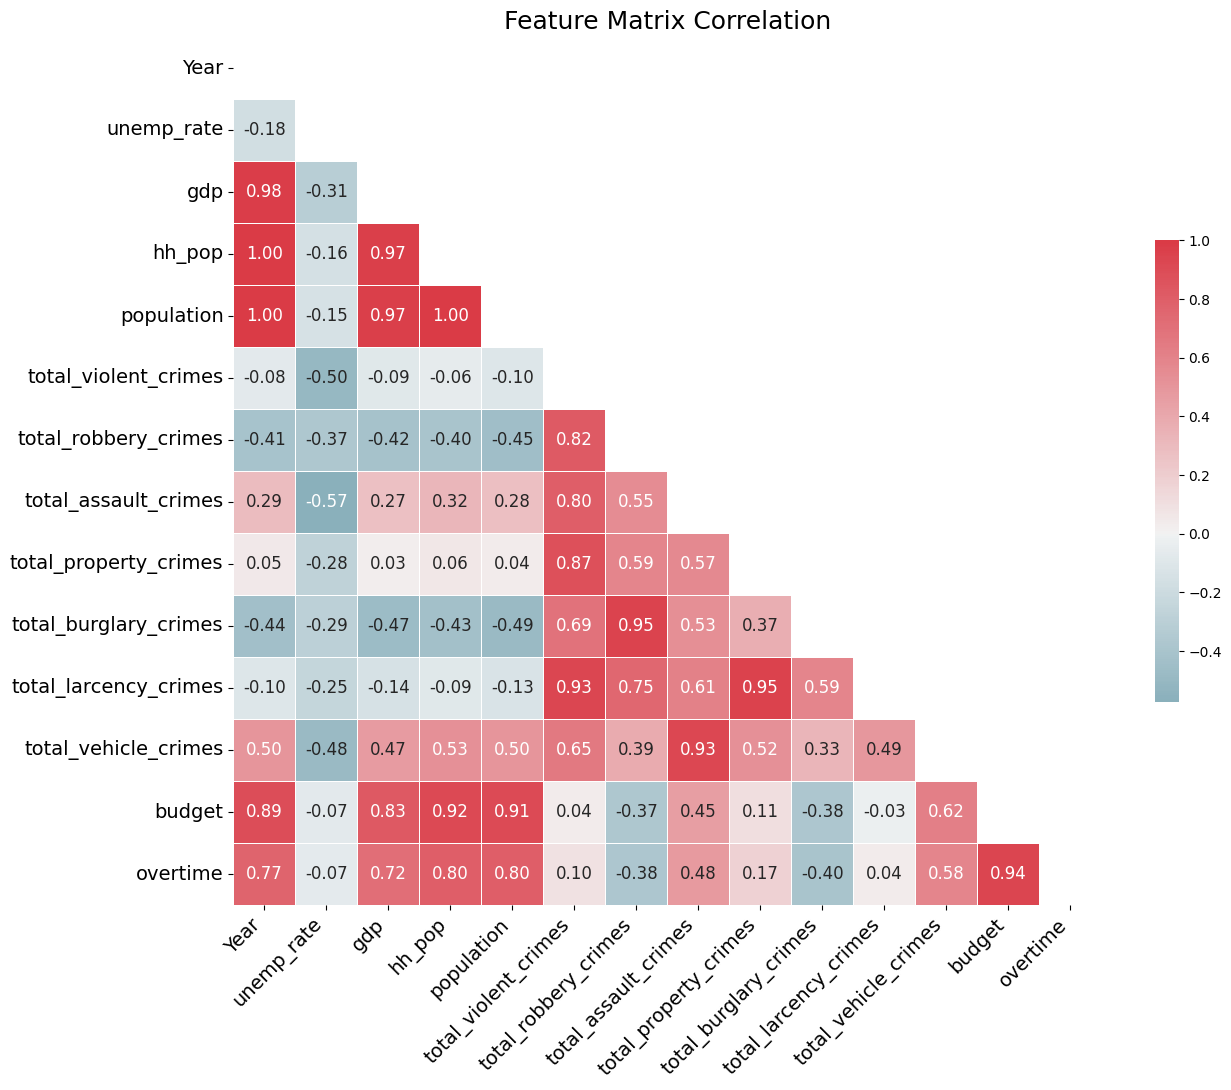 Feature Matrix Correlation
Year
unemp_rate -0.18
gdp 0.98 -0.31
hh_pop 1.00 -0.16 0.97
population 1.00 -0.15 0.97 1.00
total_violent_crimes -0.08 -0.50 -0.09 -0.06 -0.10
total_robbery_crimes -0.41 -0.37 -0.42 -0.40 -0.45 0.82
total_assault_crimes 0.29 -0.57 0.27 0.32 0.28 0.80 0.55
total_property_crimes 0.05 -0.28 0.03 0.06 0.04 0.87 0.59 0.57
total_burglary_crimes -0.44 -0.29 -0.47 -0.43 -0.49 0.69 0.95 0.53 0.37
total_larcency_crimes -0.10 -0.25 -0.14 -0.09 -0.13 0.93 0.75 0.61 0.95 0.59
total_vehicle_crimes 0.50 -0.48 0.47 0.53 0.50 0.65 0.39 0.93 0.52 0.33 0.49
budget 0.89 -0.07 0.83 0.92 0.91 0.04 -0.37 0.45 0.11 -0.38 -0.03 0.62
overtime 0.77 -0.07 0.72 0.80 0.80 0.10 -0.38 0.48 0.17 -0.40 0.04 0.58 0.94
Year
unemp_rate
gdp
hh_pop
population
total_violent_crimes
total_robbery_crimes
total_assault_crimes
total_property_crimes
total_burglary_crimes
total_larcency_crimes
total_vehicle_crimes
budget
overtime
1.0
0.8
0.6
0.4
0.2
0.0
−0.2
−0.4